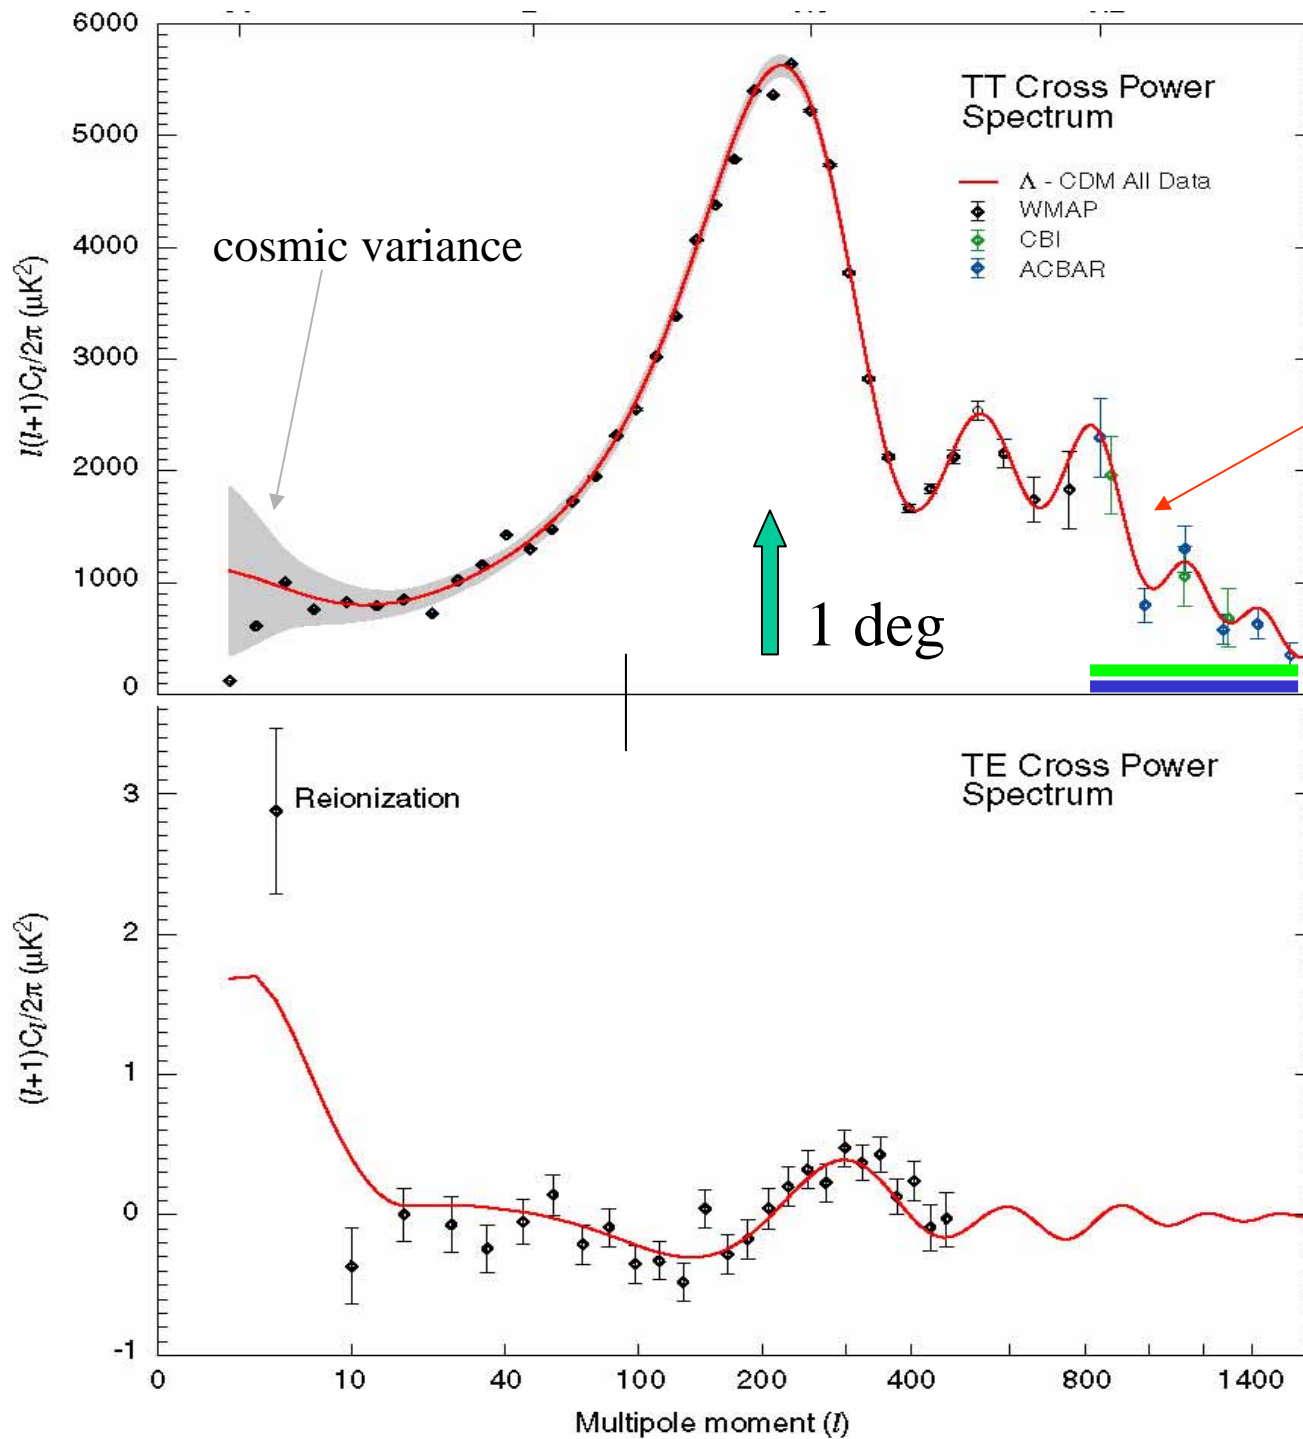 6000
5000
4000
3000
2000
1000
0
l(l+1)Cl/2π (μK²)
TT Cross Power
Spectrum
Λ - CDM All Data
WMAP
CBI
ACBAR
cosmic variance
1 deg
3
2
1
0
-1
(l+1)Cl/2π (μK²)
Reionization
TE Cross Power
Spectrum
0 10 40 100 200 400 800 1400
Multipole moment (l)